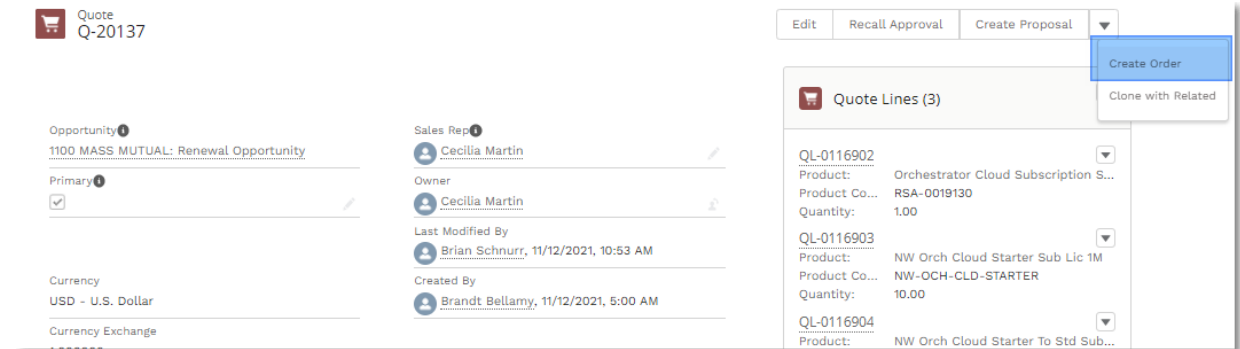 Quote
Q-20137
Edit
Recall Approval
Create Proposal
Create Order
Clone with Related
Opportunity
1100 MASS MUTUAL: Renewal Opportunity
Primary
Currency
USD - U.S. Dollar
Currency Exchange
Sales Rep
Cecilia Martin
Owner
Cecilia Martin
Last Modified By
Brian Schnurr, 11/12/2021, 10:53 AM
Created By
Brandt Bellamy, 11/12/2021, 5:00 AM
Quote Lines (3)
QL-0116902
Product: Orchestrator Cloud Subscription S...
Product Co... RSA-0019130
Quantity: 1.00
QL-0116903
Product: NW Orch Cloud Starter Sub Lic 1M
Product Co... NW-OCH-CLD-STARTER
Quantity: 10.00
QL-0116904
Product: NW Orch Cloud Starter To Std Sub...